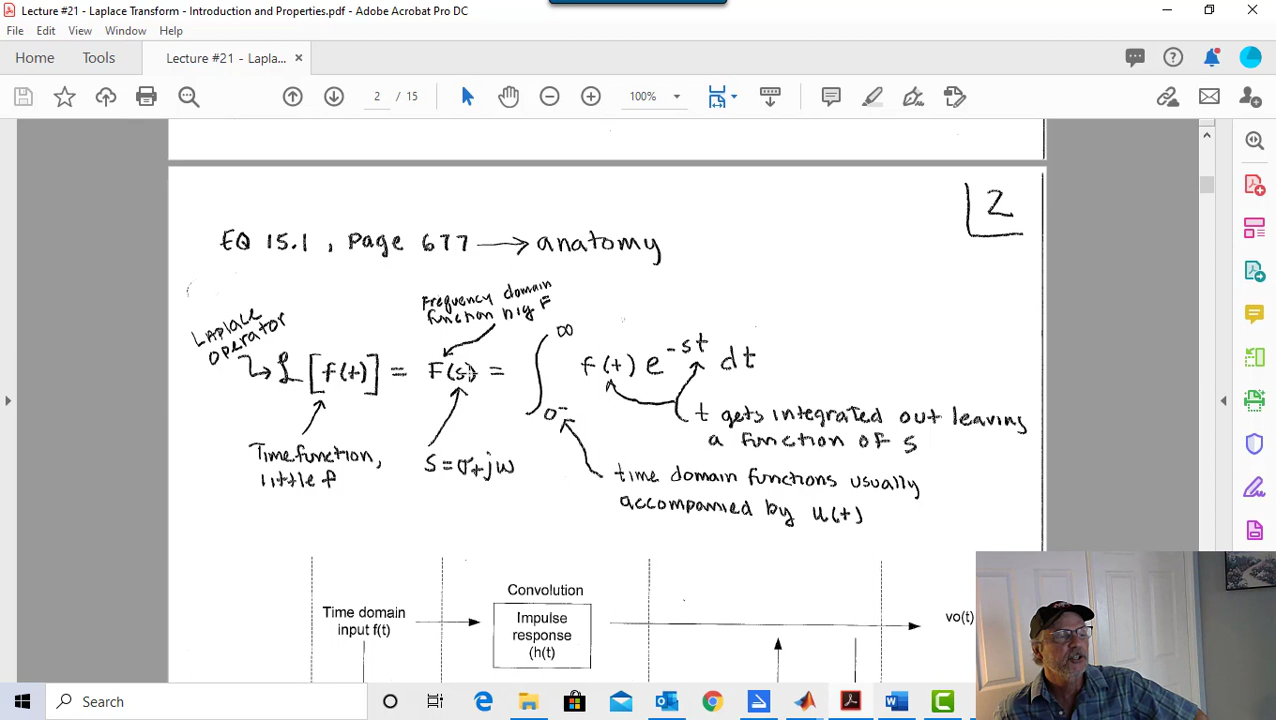 Lecture #21 - Laplace Transform - Introduction and Properties.pdf - Adobe Acrobat Pro DC
File Edit View Window Help
Home Tools Lecture #21 - Lapla... ×
2 / 15 100%
2
EQ 15.1 , Page 677 → anatomy
Frequency domain
function big F
LAPLACE
operator
ℒ [f(t)] = F(s) = ∫ 0⁻ ∞ f(t) e^-st dt
t gets integrated out leaving
a function of s
Time function,
little f
s = σ + jω
time domain functions usually
accompanied by u(t)
Convolution
Time domain
input f(t)
Impulse
response
(h(t)
vo(t)
Search